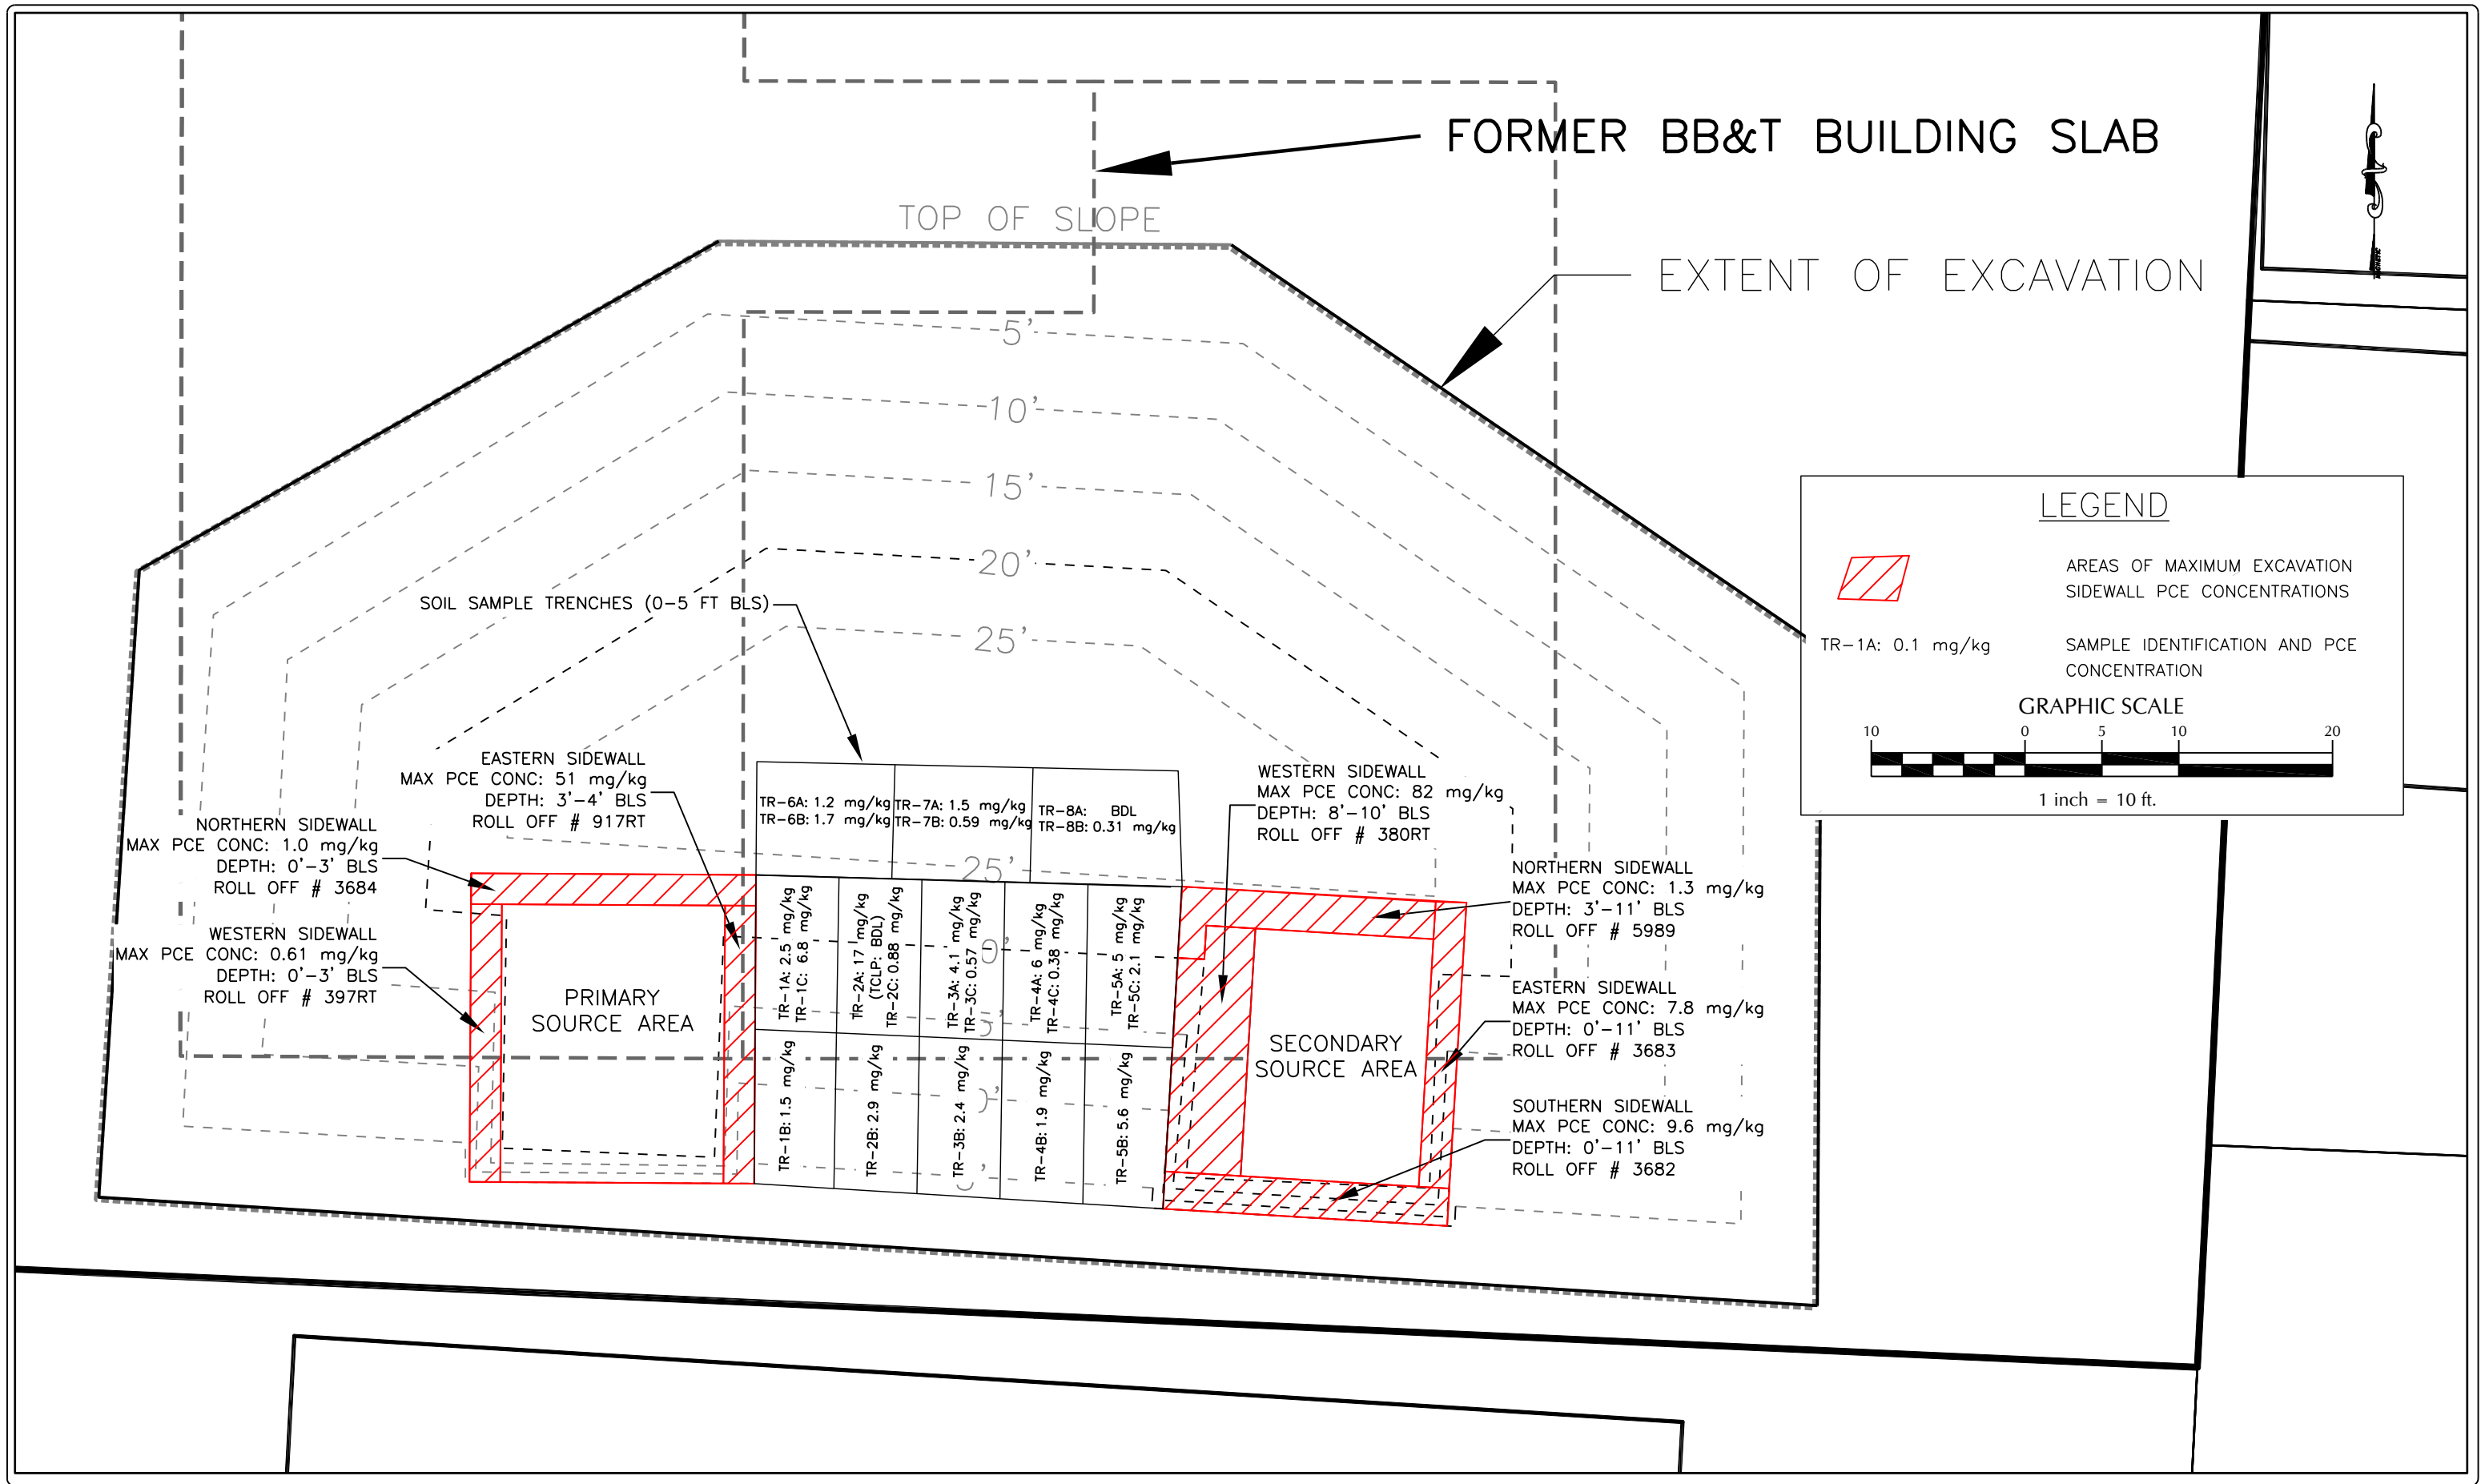 FORMER BB&T BUILDING SLAB
TOP OF SLOPE
EXTENT OF EXCAVATION
5'
10'
15'
20'
25'
SOIL SAMPLE TRENCHES (0-5 FT BLS)
LEGEND
AREAS OF MAXIMUM EXCAVATION
SIDEWALL PCE CONCENTRATIONS
TR-1A: 0.1 mg/kg
SAMPLE IDENTIFICATION AND PCE
CONCENTRATION
GRAPHIC SCALE
10 0 5 10 20
1 inch = 10 ft.
EASTERN SIDEWALL
MAX PCE CONC: 51 mg/kg
DEPTH: 3'-4' BLS
ROLL OFF # 917RT
NORTHERN SIDEWALL
MAX PCE CONC: 1.0 mg/kg
DEPTH: 0'-3' BLS
ROLL OFF # 3684
WESTERN SIDEWALL
MAX PCE CONC: 0.61 mg/kg
DEPTH: 0'-3' BLS
ROLL OFF # 397RT
PRIMARY
SOURCE AREA
TR-6A: 1.2 mg/kg
TR-6B: 1.7 mg/kg
TR-7A: 1.5 mg/kg
TR-7B: 0.59 mg/kg
TR-8A: BDL
TR-8B: 0.31 mg/kg
25'
TR-1A: 2.5 mg/kg
TR-1C: 6.8 mg/kg
TR-2A: 17 mg/kg
(TCLP: BDL)
TR-2C: 0.88 mg/kg
TR-3A: 4.1 mg/kg
TR-3C: 0.57 mg/kg
TR-4A: 6 mg/kg
TR-4C: 0.38 mg/kg
TR-5A: 5 mg/kg
TR-5C: 2.1 mg/kg
TR-1B: 1.5 mg/kg
TR-2B: 2.9 mg/kg
TR-3B: 2.4 mg/kg
TR-4B: 1.9 mg/kg
TR-5B: 5.6 mg/kg
WESTERN SIDEWALL
MAX PCE CONC: 82 mg/kg
DEPTH: 8'-10' BLS
ROLL OFF # 380RT
NORTHERN SIDEWALL
MAX PCE CONC: 1.3 mg/kg
DEPTH: 3'-11' BLS
ROLL OFF # 5989
EASTERN SIDEWALL
MAX PCE CONC: 7.8 mg/kg
DEPTH: 0'-11' BLS
ROLL OFF # 3683
SECONDARY
SOURCE AREA
SOUTHERN SIDEWALL
MAX PCE CONC: 9.6 mg/kg
DEPTH: 0'-11' BLS
ROLL OFF # 3682